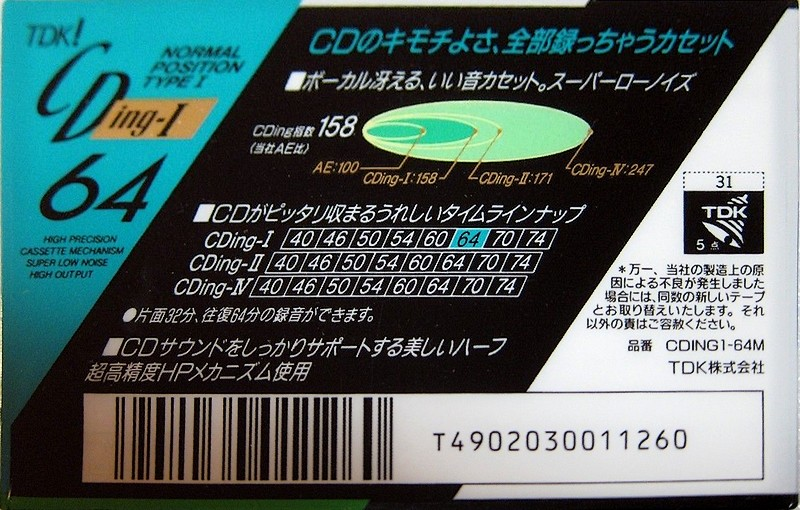 TDK!
CDing-I
NORMAL
POSITION
TYPE I
64
HIGH PRECISION
CASSETTE MECHANISM
SUPER LOW NOISE
HIGH OUTPUT
CDのキモチよさ、全部録っちゃうカセット
■ボーカル冴える、いい音カセット。スーパーローノイズ
CDing指数 158
(当社AE比)
AE:100
CDing-I:158
CDing-II:171
CDing-IV:247
■CDがピッタリ収まるうれしいタイムラインナップ
CDing-I 40 46 50 54 60 64 70 74
CDing-II 40 46 50 54 60 64 70 74
CDing-IV 40 46 50 54 60 64 70 74
●片面32分、往復64分の録音ができます。
■CDサウンドをしっかりサポートする美しいハーフ
超高精度HPメカニズム使用
31
TDK
5点
*万一、当社の製造上の原
因による不良が発生しました
場合には、同数の新しいテープ
とお取り替えいたします。それ
以外の責はご容赦ください。
品番 CDING1-64M
TDK株式会社
T4902030011260